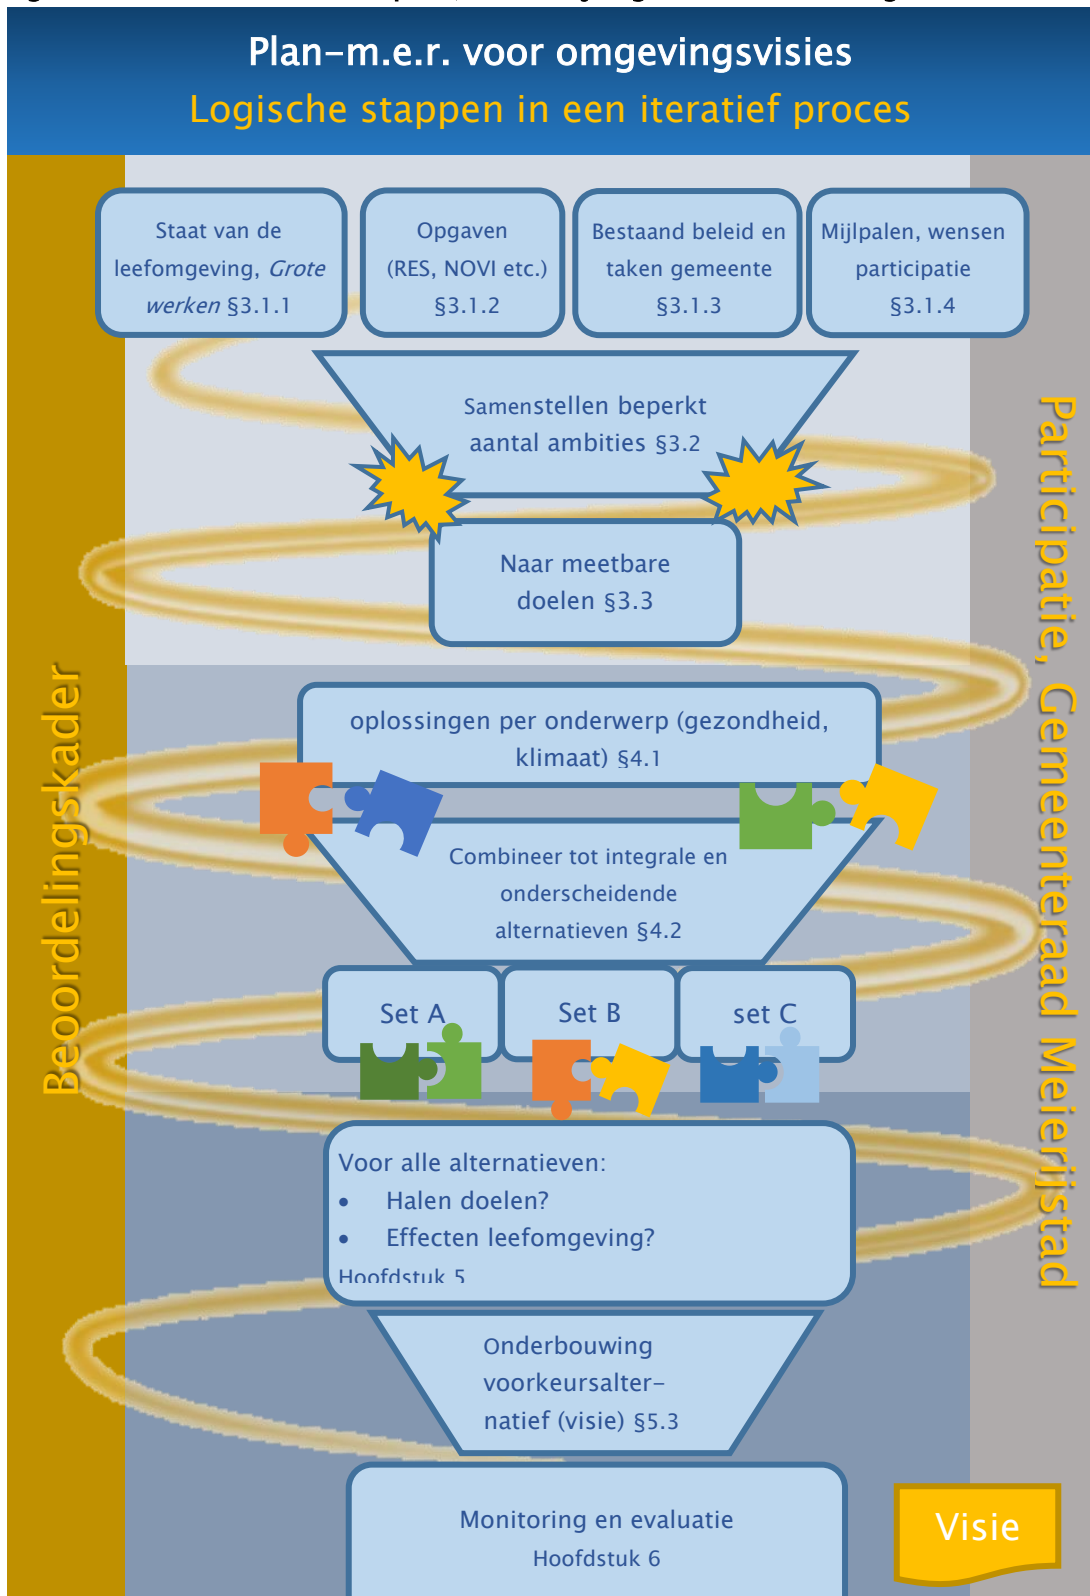 Plan-m.e.r. voor omgevingsvisies
Logische stappen in een iteratief proces
Staat van de
leefomgeving, Grote
werken §3.1.1
Opgaven
(RES, NOVI etc.)
§3.1.2
Bestaand beleid en
taken gemeente
§3.1.3
Mijlpalen, wensen
participatie
§3.1.4
Samenstellen beperkt
aantal ambities §3.2
Naar meetbare
doelen §3.3
oplossingen per onderwerp (gezondheid,
klimaat) §4.1
Combineer tot integrale en
onderscheidende
alternatieven §4.2
Set A
Set B
set C
Voor alle alternatieven:
• Halen doelen?
• Effecten leefomgeving?
Hoofdstuk 5
Onderbouwing
voorkeursalter-
natief (visie) §5.3
Monitoring en evaluatie
Hoofdstuk 6
Visie
Beoordelingskader
Participatie, Gemeenteraad Meierijstad